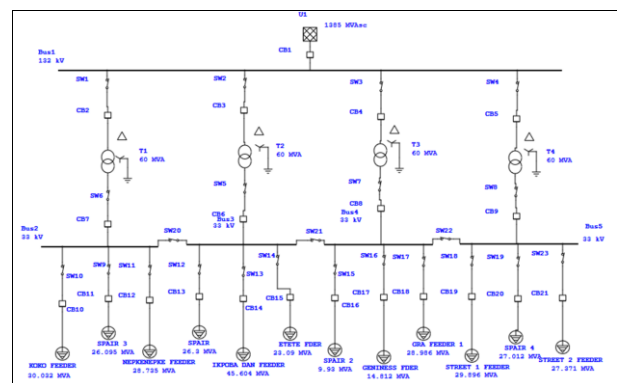 U1
1385 MVAsc
CB1
Bus1
132 kV
SW1
SW2
SW3
SW4
CB2
CB3
CB4
CB5
T1
60 MVA
T2
60 MVA
T3
60 MVA
T4
60 MVA
SW6
SW5
SW7
SW8
CB7
CB6
CB8
CB9
Bus2
33 kV
SW20
Bus3
33 kV
SW21
Bus4
33 kV
SW22
Bus5
33 kV
SW10
SW9
SW11
SW12
SW13
SW14
SW15
SW16
SW17
SW18
SW19
SW23
CB10
CB11
CB12
CB13
CB14
CB15
CB16
CB17
CB18
CB19
CB20
CB21
KOKO FEEDER
30.032 MVA
SPAIR 3
26.095 MVA
NEPKENEPKE FEEDER
28.735 MVA
SPAIR
26.3 MVA
IKPOBA DAN FEEDER
45.604 MVA
ETETE FDER
22.09 MVA
SPAIR 2
9.93 MVA
GENINESS FDER
14.812 MVA
GRA FEEDER 1
28.986 MVA
STREET 1 FEEDER
29.896 MVA
SPAIR 4
27.012 MVA
STREET 2 FEEDER
27.371 MVA